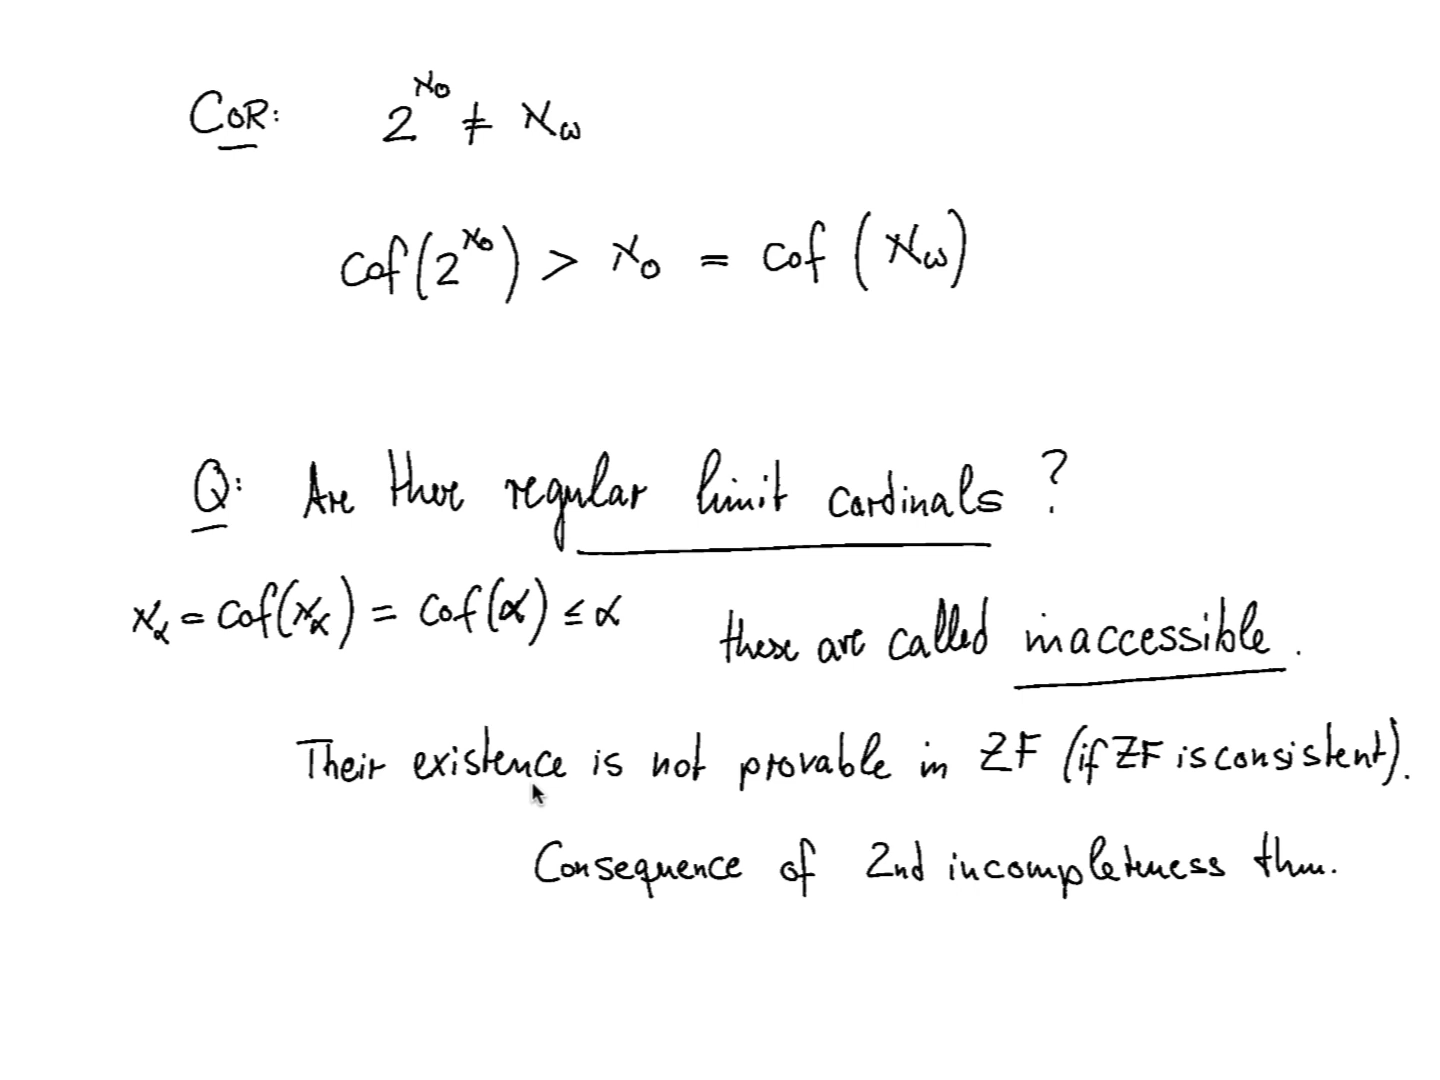 COR: 2^ℵ₀ ≠ ℵ_ω
cof(2^ℵ₀) > ℵ₀ = cof(ℵ_ω)
Q: Are there regular limit cardinals?
ℵ_α = cof(ℵ_α) = cof(α) ≤ α
these are called inaccessible.
Their existence is not provable in ZF (if ZF is consistent).
Consequence of 2nd incompleteness thm.